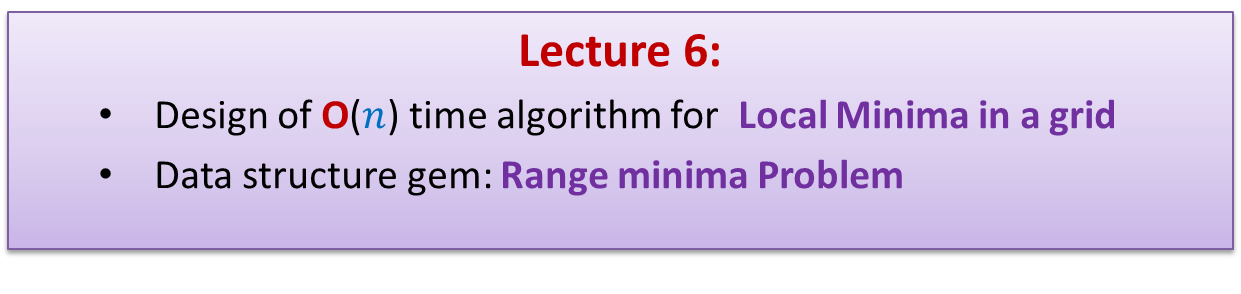 Lecture 6:
• Design of O(𝑛) time algorithm for Local Minima in a grid
• Data structure gem: Range minima Problem